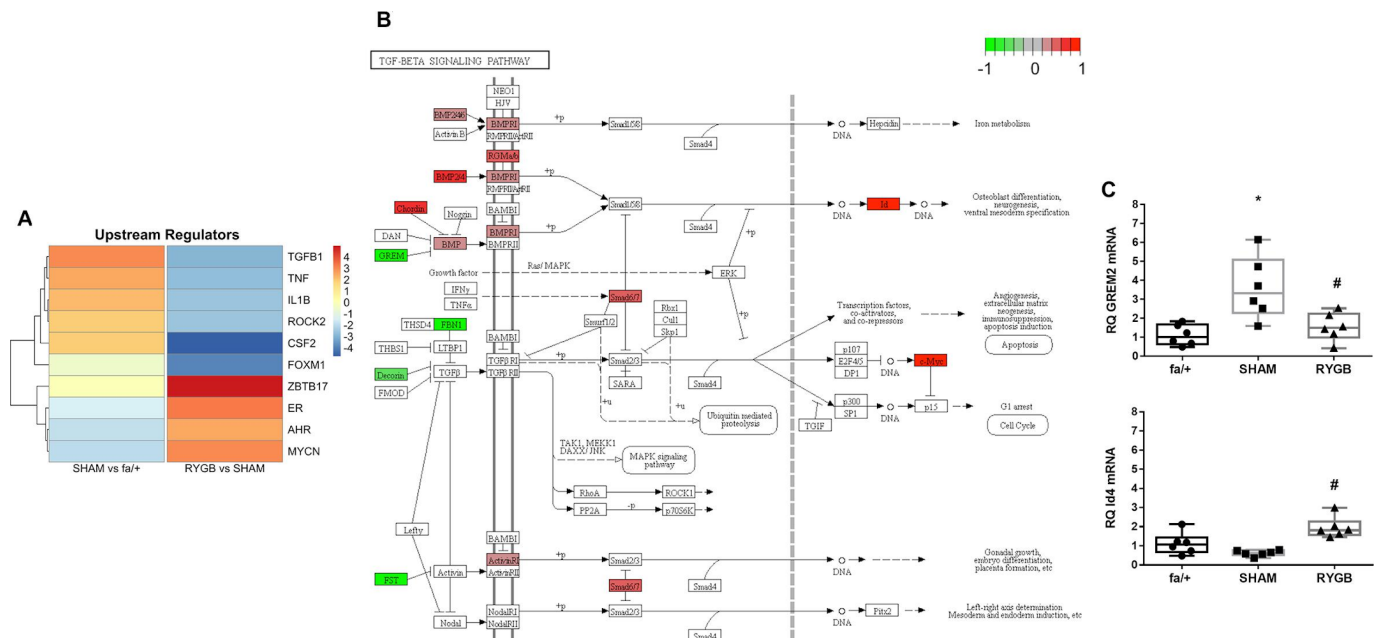 A
Upstream Regulators
TGFB1
TNF
IL1B
ROCK2
CSF2
FOXM1
ZBTB17
ER
AHR
MYCN
4
3
2
1
0
-1
-2
-3
-4
SHAM vs fa/+
RYGB vs SHAM
B
TGF-BETA SIGNALING PATHWAY
-1
0
1
NEO1
HJV
BMP2/4/6
Activin B
BMPRI
+p
Smad1/5/8
Smad4
DNA
Hepcidin
Iron metabolism
RGMa/b
BMP2/4
BMPRI
+p
Smad1/5/8
Smad4
DNA
Id
DNA
Osteoblast differentiation,
neurogenesis,
ventral mesoderm specification
Chordin
Noggin
DAN
GREM
BMP
BAMBI
BMPRI
BMPRII
+p
Growth factor
Ras/MAPK
ERK
+p
+p
IFNγ
TNFα
Smad6/7
Smurf1/2
Rbx1
Cul1
Skp1
THSD4
FBN1
THBS1
LTBP1
Decorin
FMOD
TGFβ
BAMBI
TGFβ RI
TGFβ RII
+p
Smad2/3
SARA
Smad4
+u
+u
Ubiquitin mediated
proteolysis
Transcription factors,
co-activators,
and co-repressors
Angiogenesis,
extracellular matrix
neogenesis,
immunosuppression,
apoptosis induction
Apoptosis
p107
E2F4/5
DP1
DNA
c-Myc
p300
SP1
DNA
p15
TGIF
G1 arrest
Cell Cycle
TAK1, MEKK1
DAXX/JNK
MAPK signaling
pathway
RhoA
ROCK1
PP2A
-p
p70S6K
Lefty
FST
Activin
BAMBI
ActivinRI
ActivinRII
+p
Smad2/3
Smad4
DNA
Gonadal growth,
embryo differentiation,
placenta formation, etc
Smad6/7
Nodal
NodalRI
NodalRII
+p
Smad2/3
Smad4
DNA
Pitx2
Left-right axis determination
Mesoderm and endoderm induction, etc
C
RQ GREM2 mRNA
8
7
6
5
4
3
2
1
0
*
#
fa/+
SHAM
RYGB
RQ id4 mRNA
8
7
6
5
4
3
2
1
0
#
fa/+
SHAM
RYGB